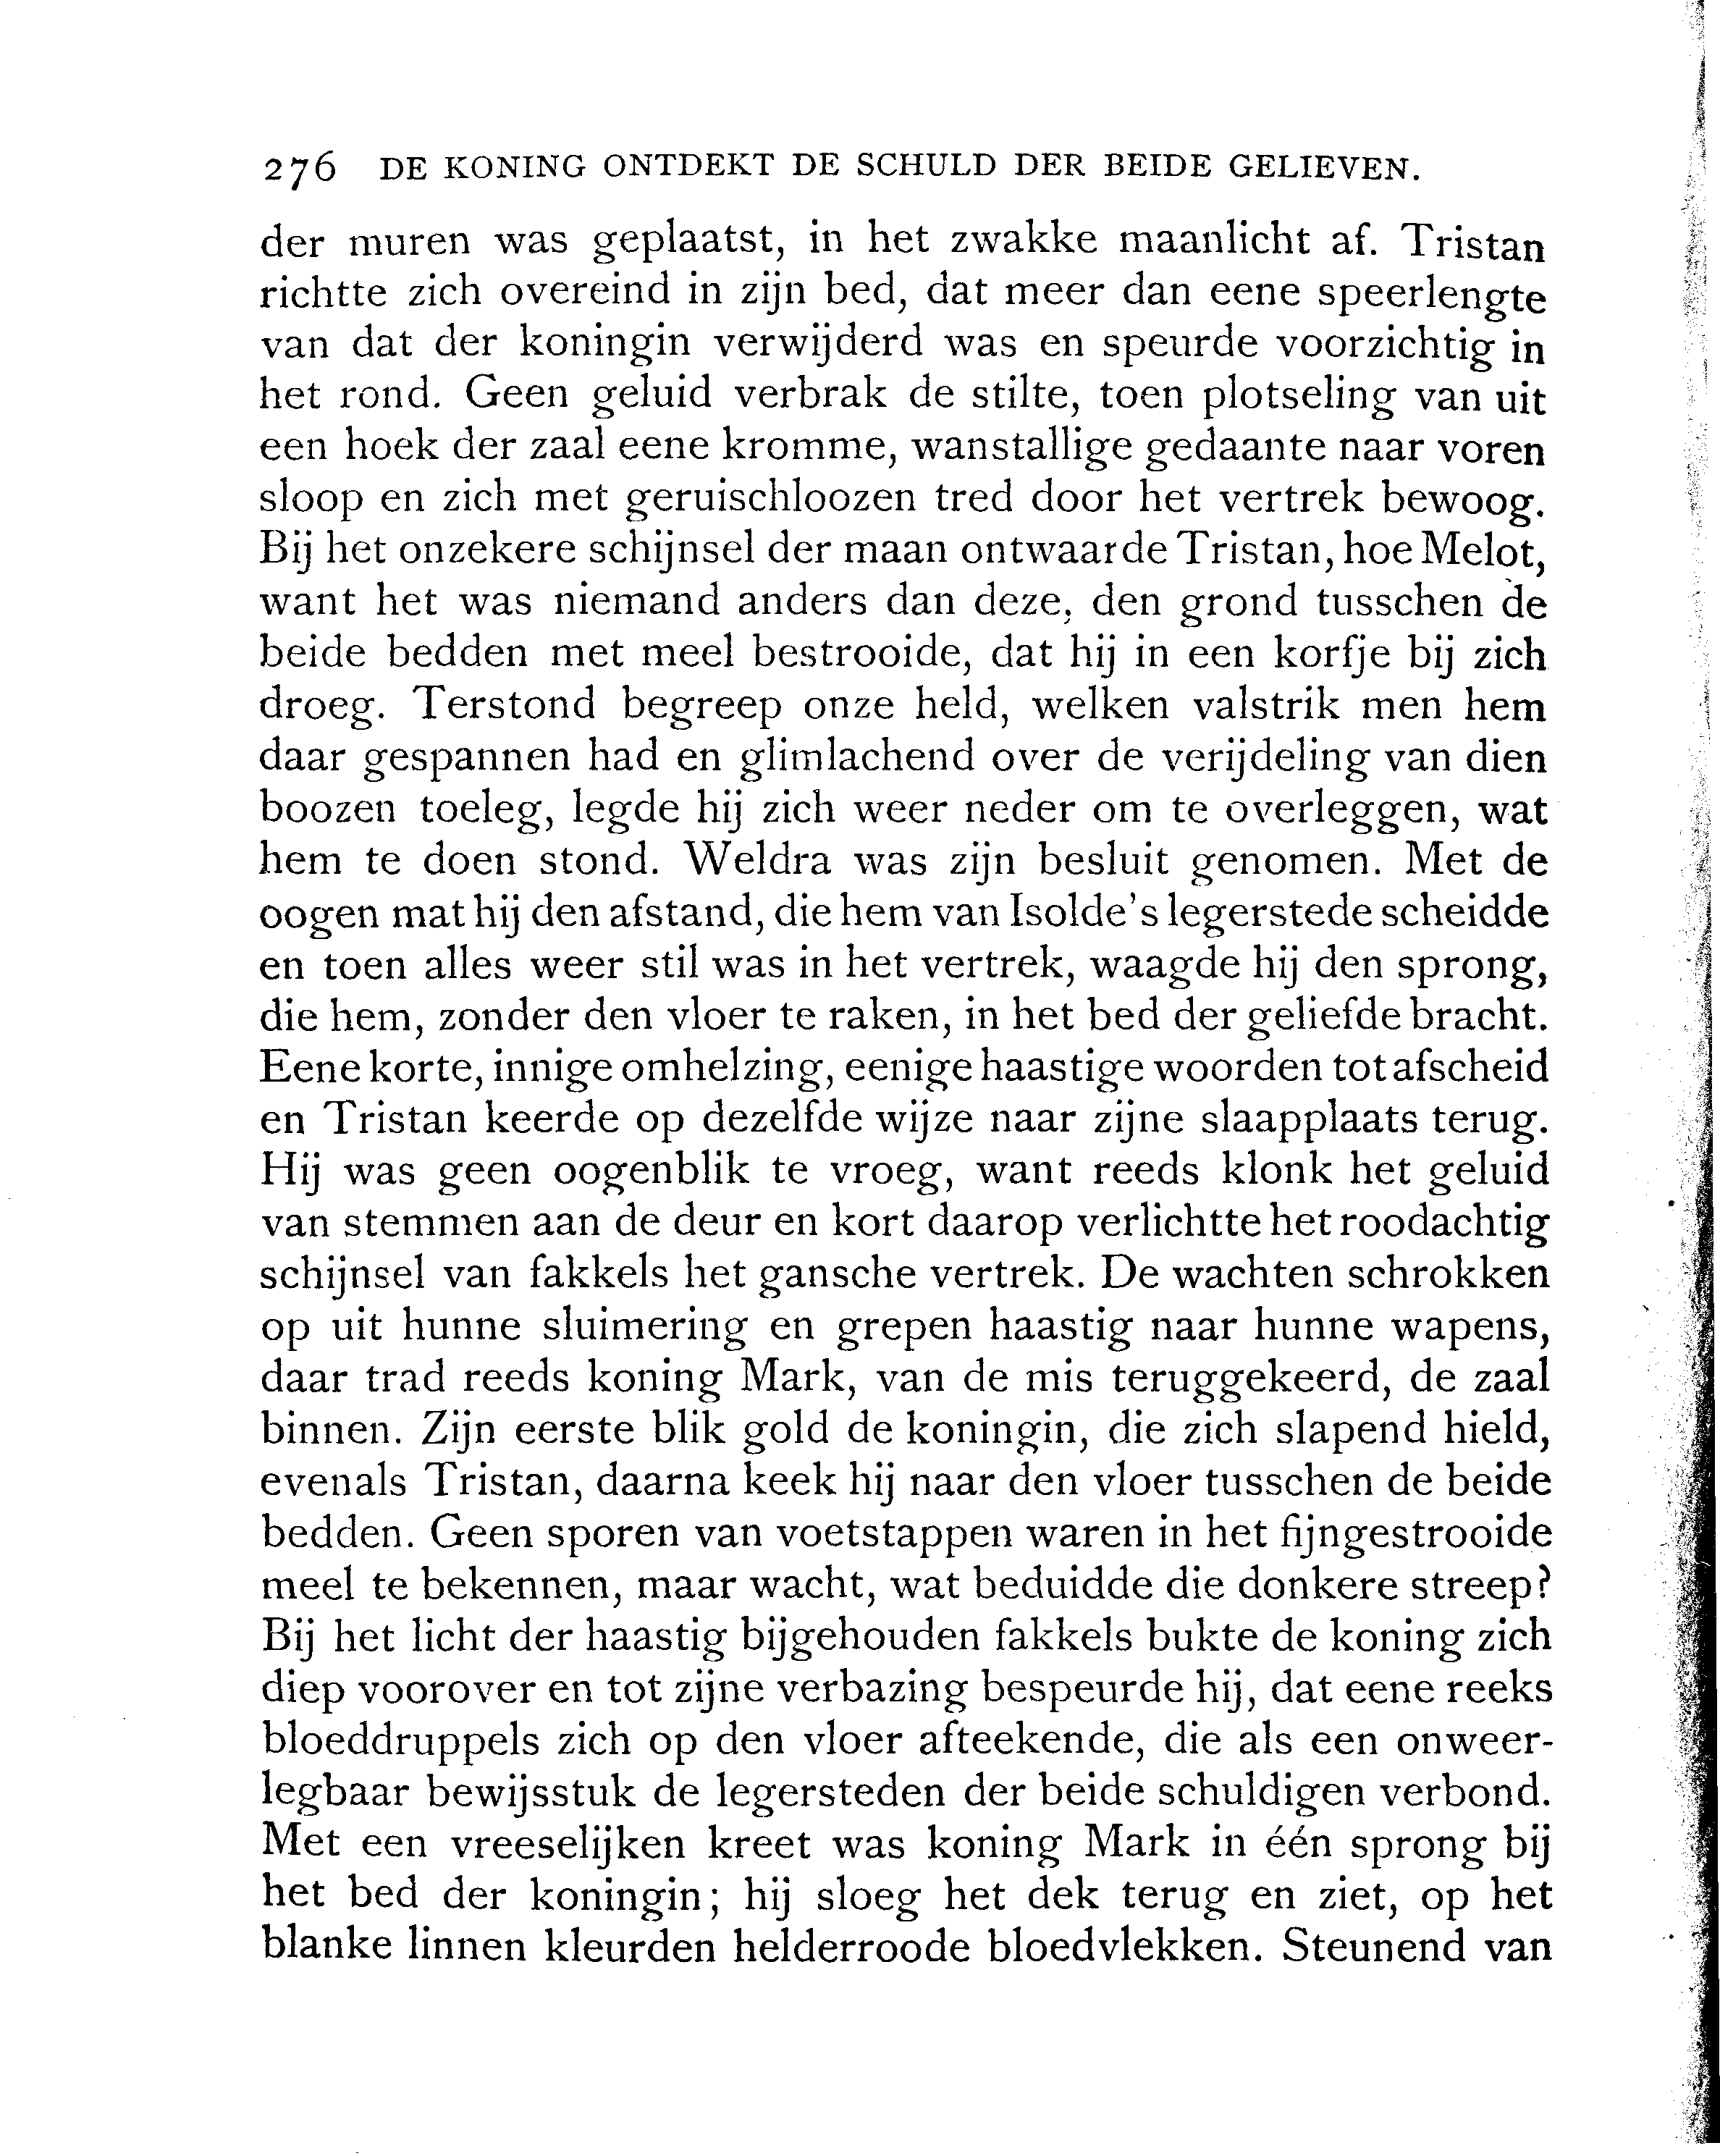 276 DE KONING ONTDEKT DE SCHULD DER BEIDE GELIEVEN.
der muren was geplaatst, in het zwakke maanlicht af. Tristan
richtte zich overeind in zijn bed, dat meer dan eene speerlengte
van dat der koningin verwijderd was en speurde voorzichtig in
het rond. Geen geluid verbrak de stilte, toen plotseling van uit
een hoek der zaal eene kromme, wanstallige gedaante naar voren
sloop en zich met geruischloozen tred door het vertrek bewoog.
Bij het onzekere schijnsel der maan ontwaarde Tristan, hoe Melot,
want het was niemand anders dan deze, den grond tusschen de
beide bedden met meel bestrooide, dat hij in een korfje bij zich
droeg. Terstond begreep onze held, welken valstrik men hem
daar gespannen had en glimlachend over de verijdeling van dien
boozen toeleg, legde hij zich weer neder om te overleggen, wat
hem te doen stond. Weldra was zijn besluit genomen. Met de
oogen mat hij den afstand, die hem van Isolde's legerstede scheidde
en toen alles weer stil was in het vertrek, waagde hij den sprong,
die hem, zonder den vloer te raken, in het bed der geliefde bracht.
Eene korte, innige omhelzing, eenige haastige woorden tot afscheid
en Tristan keerde op dezelfde wijze naar zijne slaapplaats terug.
Hij was geen oogenblik te vroeg, want reeds klonk het geluid
van stemmen aan de deur en kort daarop verlichtte het roodachtig
schijnsel van fakkels het gansche vertrek. De wachten schrokken
op uit hunne sluimering en grepen haastig naar hunne wapens,
daar trad reeds koning Mark, van de mis teruggekeerd, de zaal
binnen. Zijn eerste blik gold de koningin, die zich slapend hield,
evenals Tristan, daarna keek hij naar den vloer tusschen de beide
bedden. Geen sporen van voetstappen waren in het fijngestrooide
meel te bekennen, maar wacht, wat beduidde die donkere streep?
Bij het licht der haastig bijgehouden fakkels bukte de koning zich
diep voorover en tot zijne verbazing bespeurde hij, dat eene reeks
bloeddruppels zich op den vloer afteekende, die als een onweer-
legbaar bewijsstuk de legersteden der beide schuldigen verbond.
Met een vreeselijken kreet was koning Mark in één sprong bij
het bed der koningin; hij sloeg het dek terug en ziet, op het
blanke linnen kleurden helderroode bloedvlekken. Steunend van